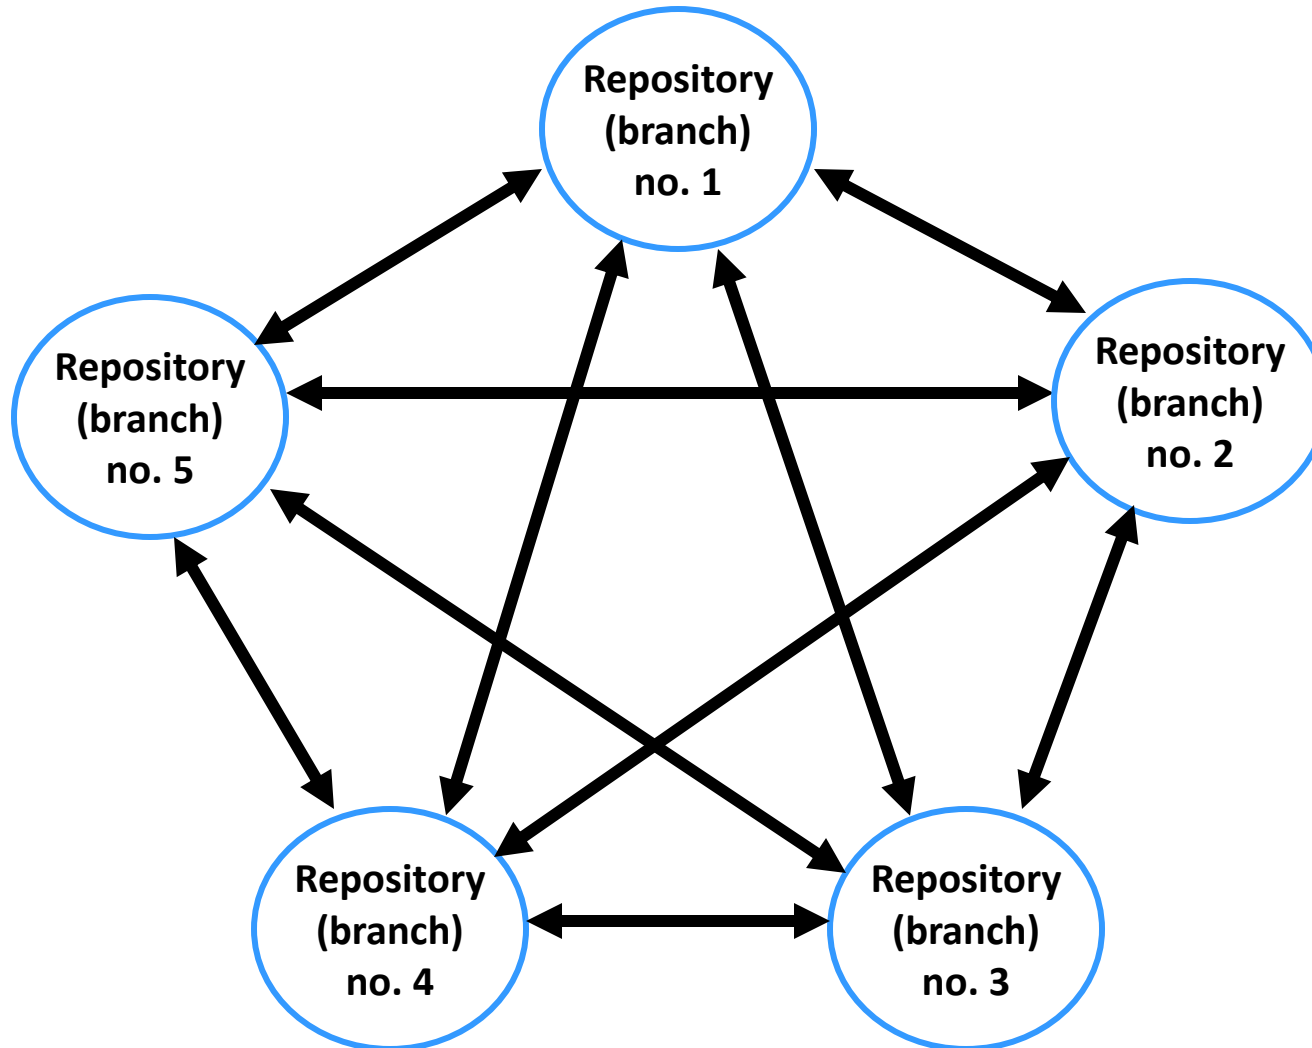 Repository
(branch)
no. 1
Repository
(branch)
no. 2
Repository
(branch)
no. 5
Repository
(branch)
no. 4
Repository
(branch)
no. 3